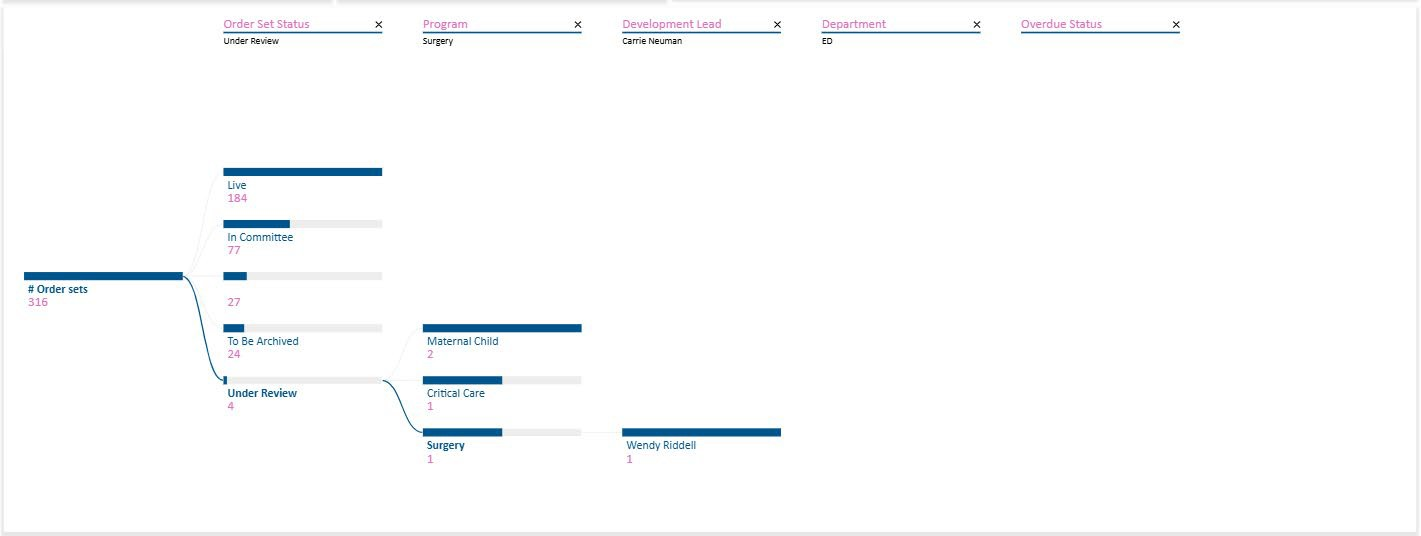 Order Set Status ✕ Program ✕ Development Lead ✕ Department ✕ Overdue Status ✕
Under Review Surgery Carrie Neuman ED
Live
184
In Committee
77
# Order sets
316
27
To Be Archived
24
Maternal Child
2
Under Review
4
Critical Care
1
Surgery
1
Wendy Riddell
1